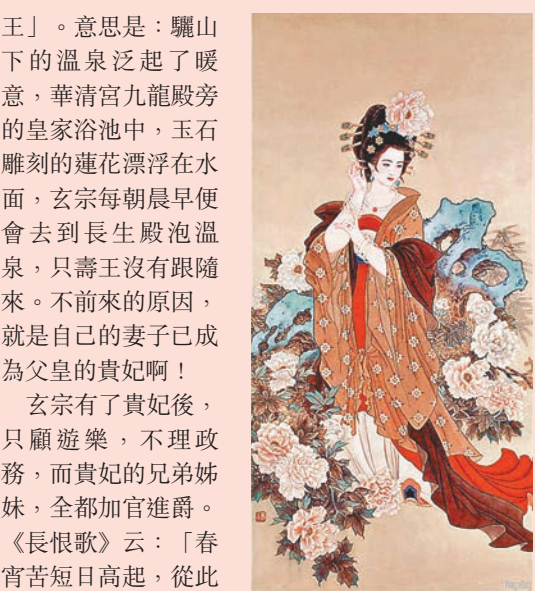 王」。意思是：驪山
下的溫泉泛起了暖
意，華清宮九龍殿旁
的皇家浴池中，玉石
雕刻的蓮花漂浮在水
面，玄宗每朝晨早便
會去到長生殿泡溫
泉，只壽王沒有跟隨
來。不前來的原因，
就是自己的妻子已成
為父皇的貴妃啊！
玄宗有了貴妃後，
只顧遊樂，不理政
務，而貴妃的兄弟姊
妹，全都加官進爵。
《長恨歌》云：「春
宵苦短日高起，從此